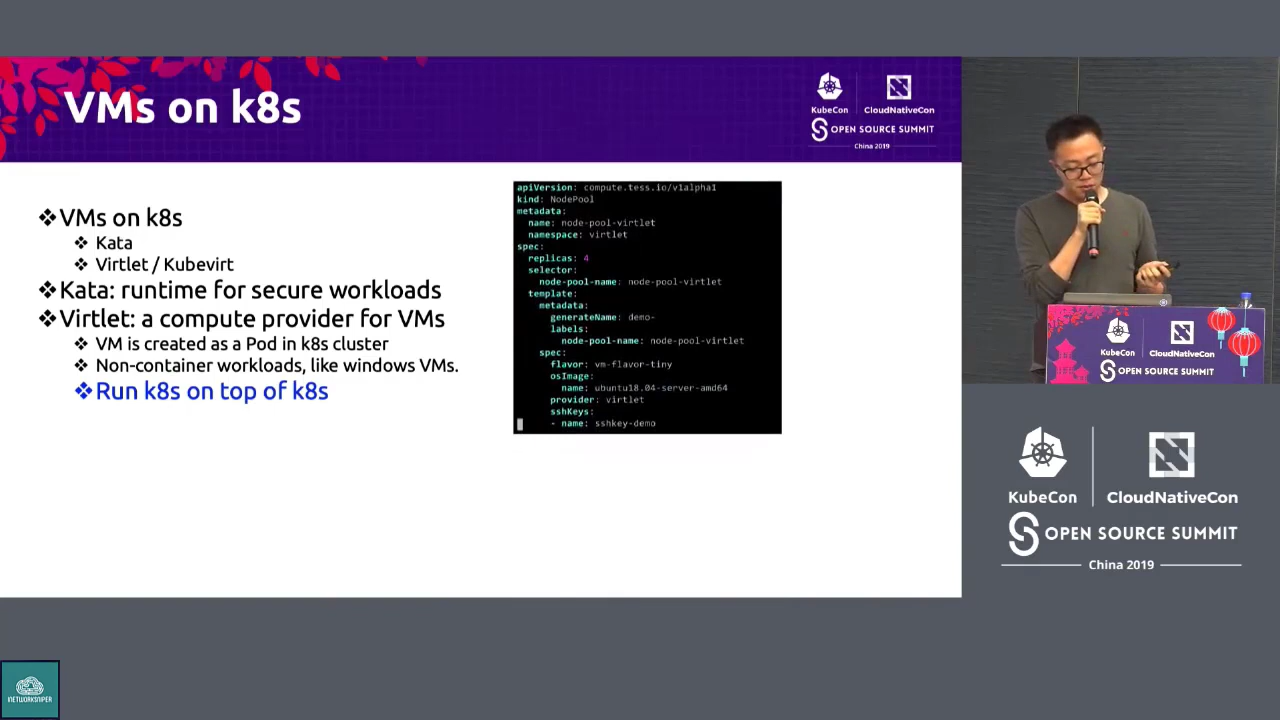 VMs on k8s
KubeCon
CloudNativeCon
OPEN SOURCE SUMMIT
China 2019
❖VMs on k8s
❖ Kata
❖ Virtlet / Kubevirt
❖Kata: runtime for secure workloads
❖Virtlet: a compute provider for VMs
❖ VM is created as a Pod in k8s cluster
❖ Non-container workloads, like windows VMs.
❖Run k8s on top of k8s
apiVersion: compute.tess.io/v1alpha1
kind: NodePool
metadata:
  name: node-pool-virtlet
  namespace: virtlet
spec:
  replicas: 4
  selector:
    node-pool-name: node-pool-virtlet
  template:
    metadata:
      generateName: demo-
      labels:
        node-pool-name: node-pool-virtlet
    spec:
      flavor: vm-flavor-tiny
      osImage:
        name: ubuntu18.04-server-amd64
      provider: virtlet
      sshKeys:
      - name: sshkey-demo
KubeCon
CloudNativeCon
OPEN SOURCE SUMMIT
KubeCon
CloudNativeCon
OPEN SOURCE SUMMIT
China 2019
INETWORKSNIPER